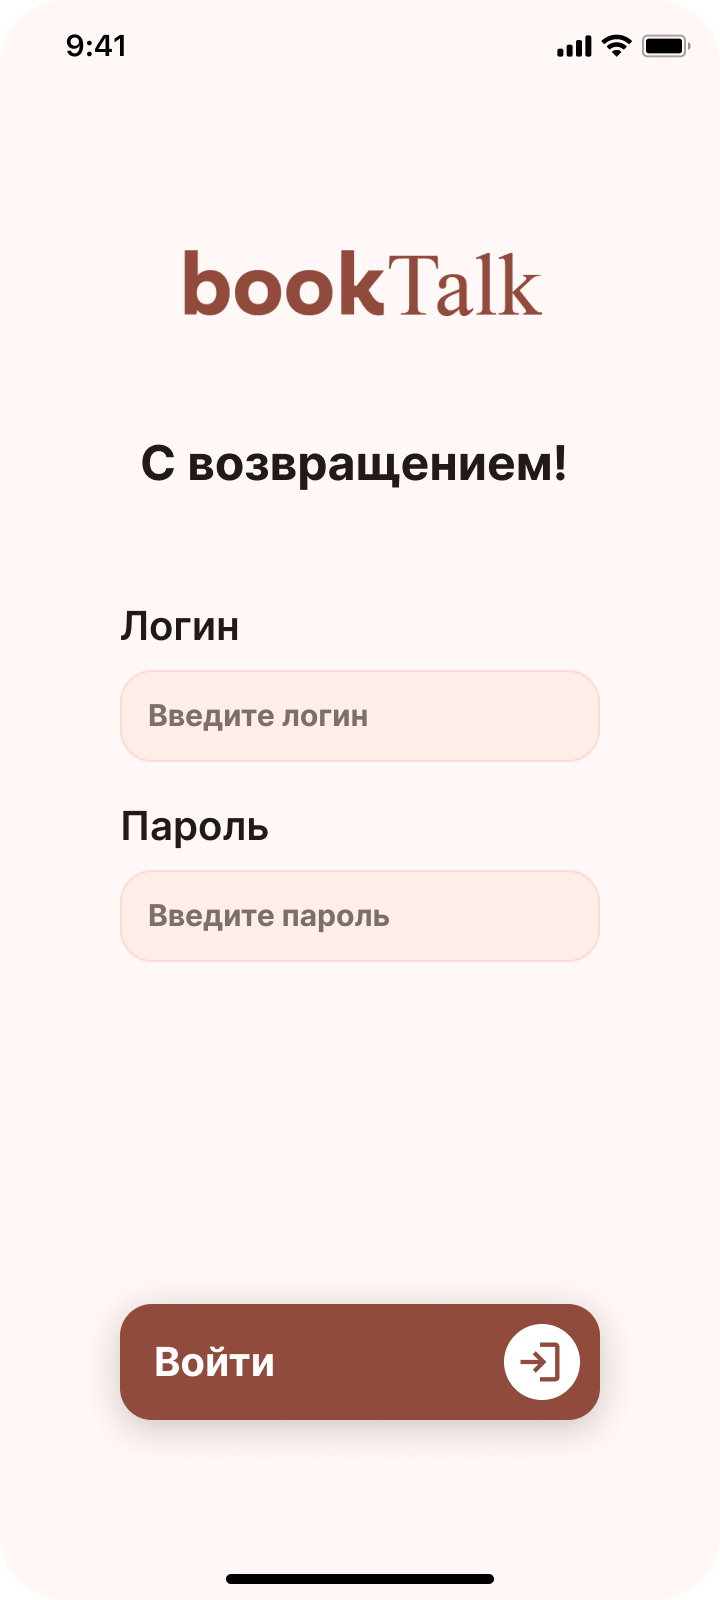 9:41
bookTalk
С возвращением!
Логин
Введите логин
Пароль
Введите пароль
Войти